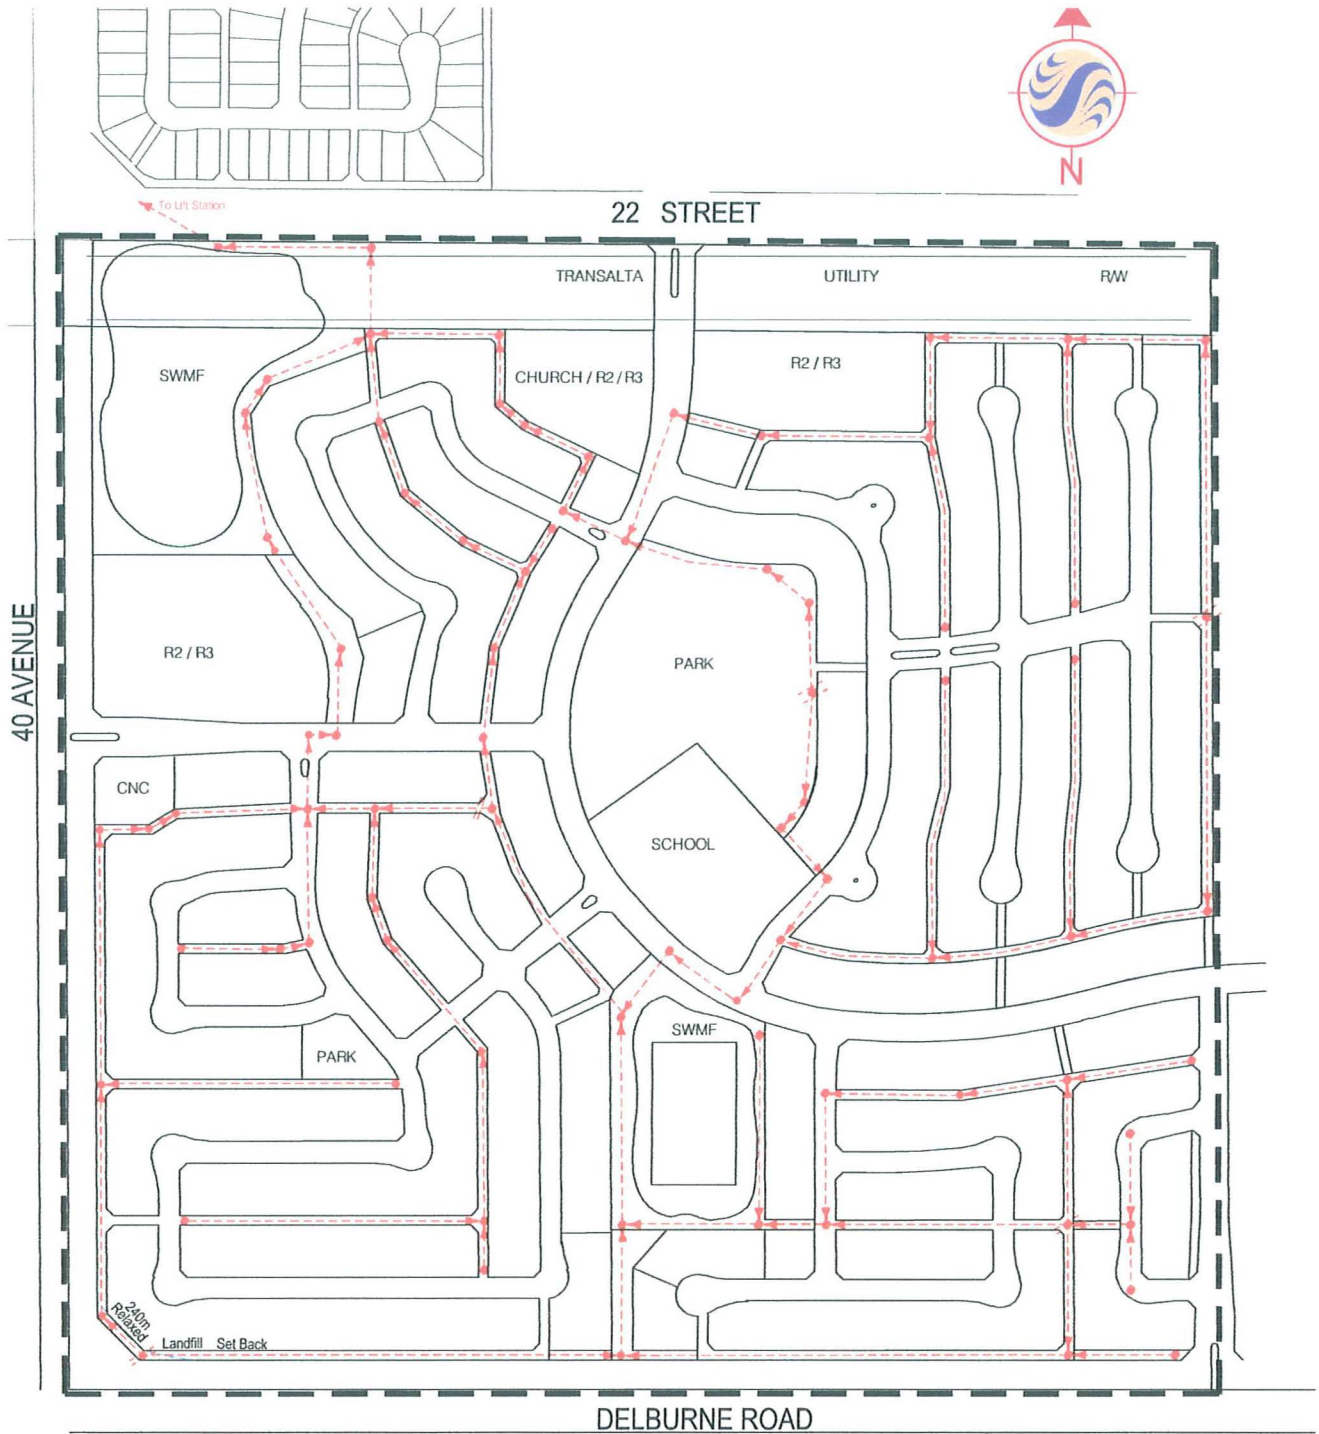 N
To Lift Station
22 STREET
TRANSALTA UTILITY R/W
SWMF
CHURCH / R2 / R3
R2 / R3
40 AVENUE
R2 / R3
PARK
CNC
SCHOOL
SWMF
PARK
240m
Relaxed
Landfill Set Back
DELBURNE ROAD